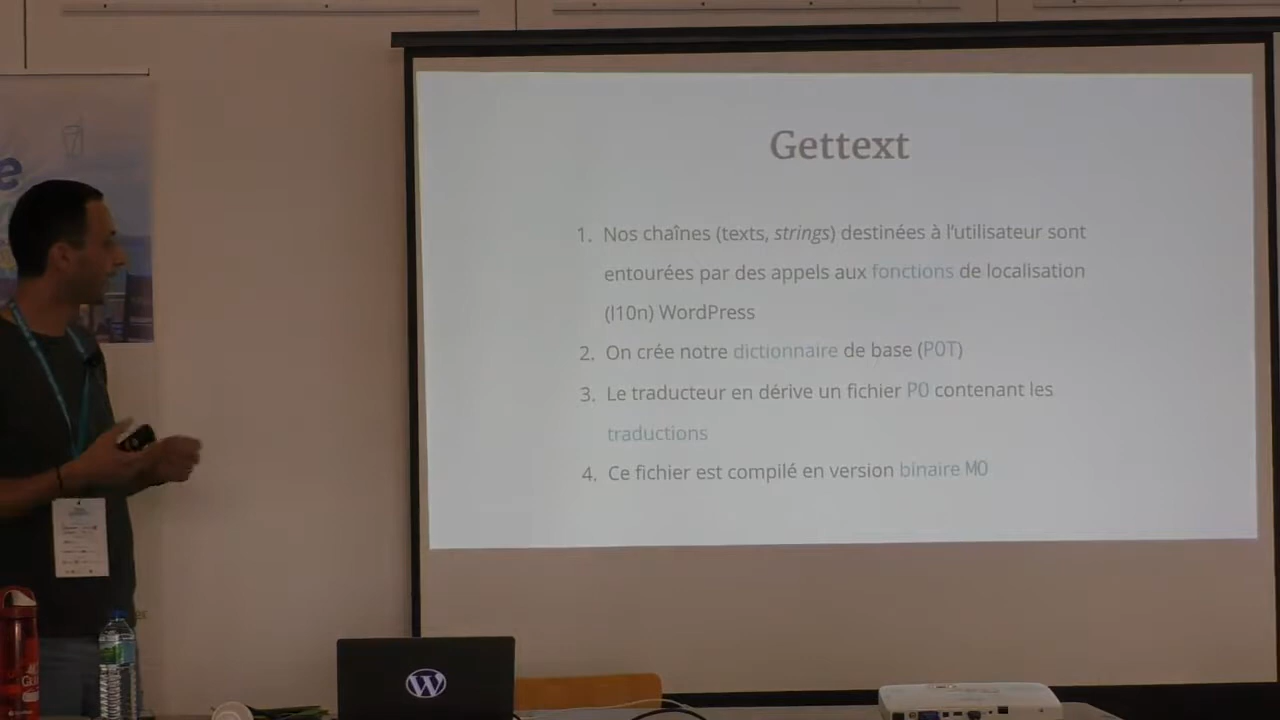 Gettext
1. Nos chaînes (texts, strings) destinées à l'utilisateur sont
entourées par des appels aux fonctions de localisation
(l10n) WordPress
2. On crée notre dictionnaire de base (POT)
3. Le traducteur en dérive un fichier PO contenant les
traductions
4. Ce fichier est compilé en version binaire MO